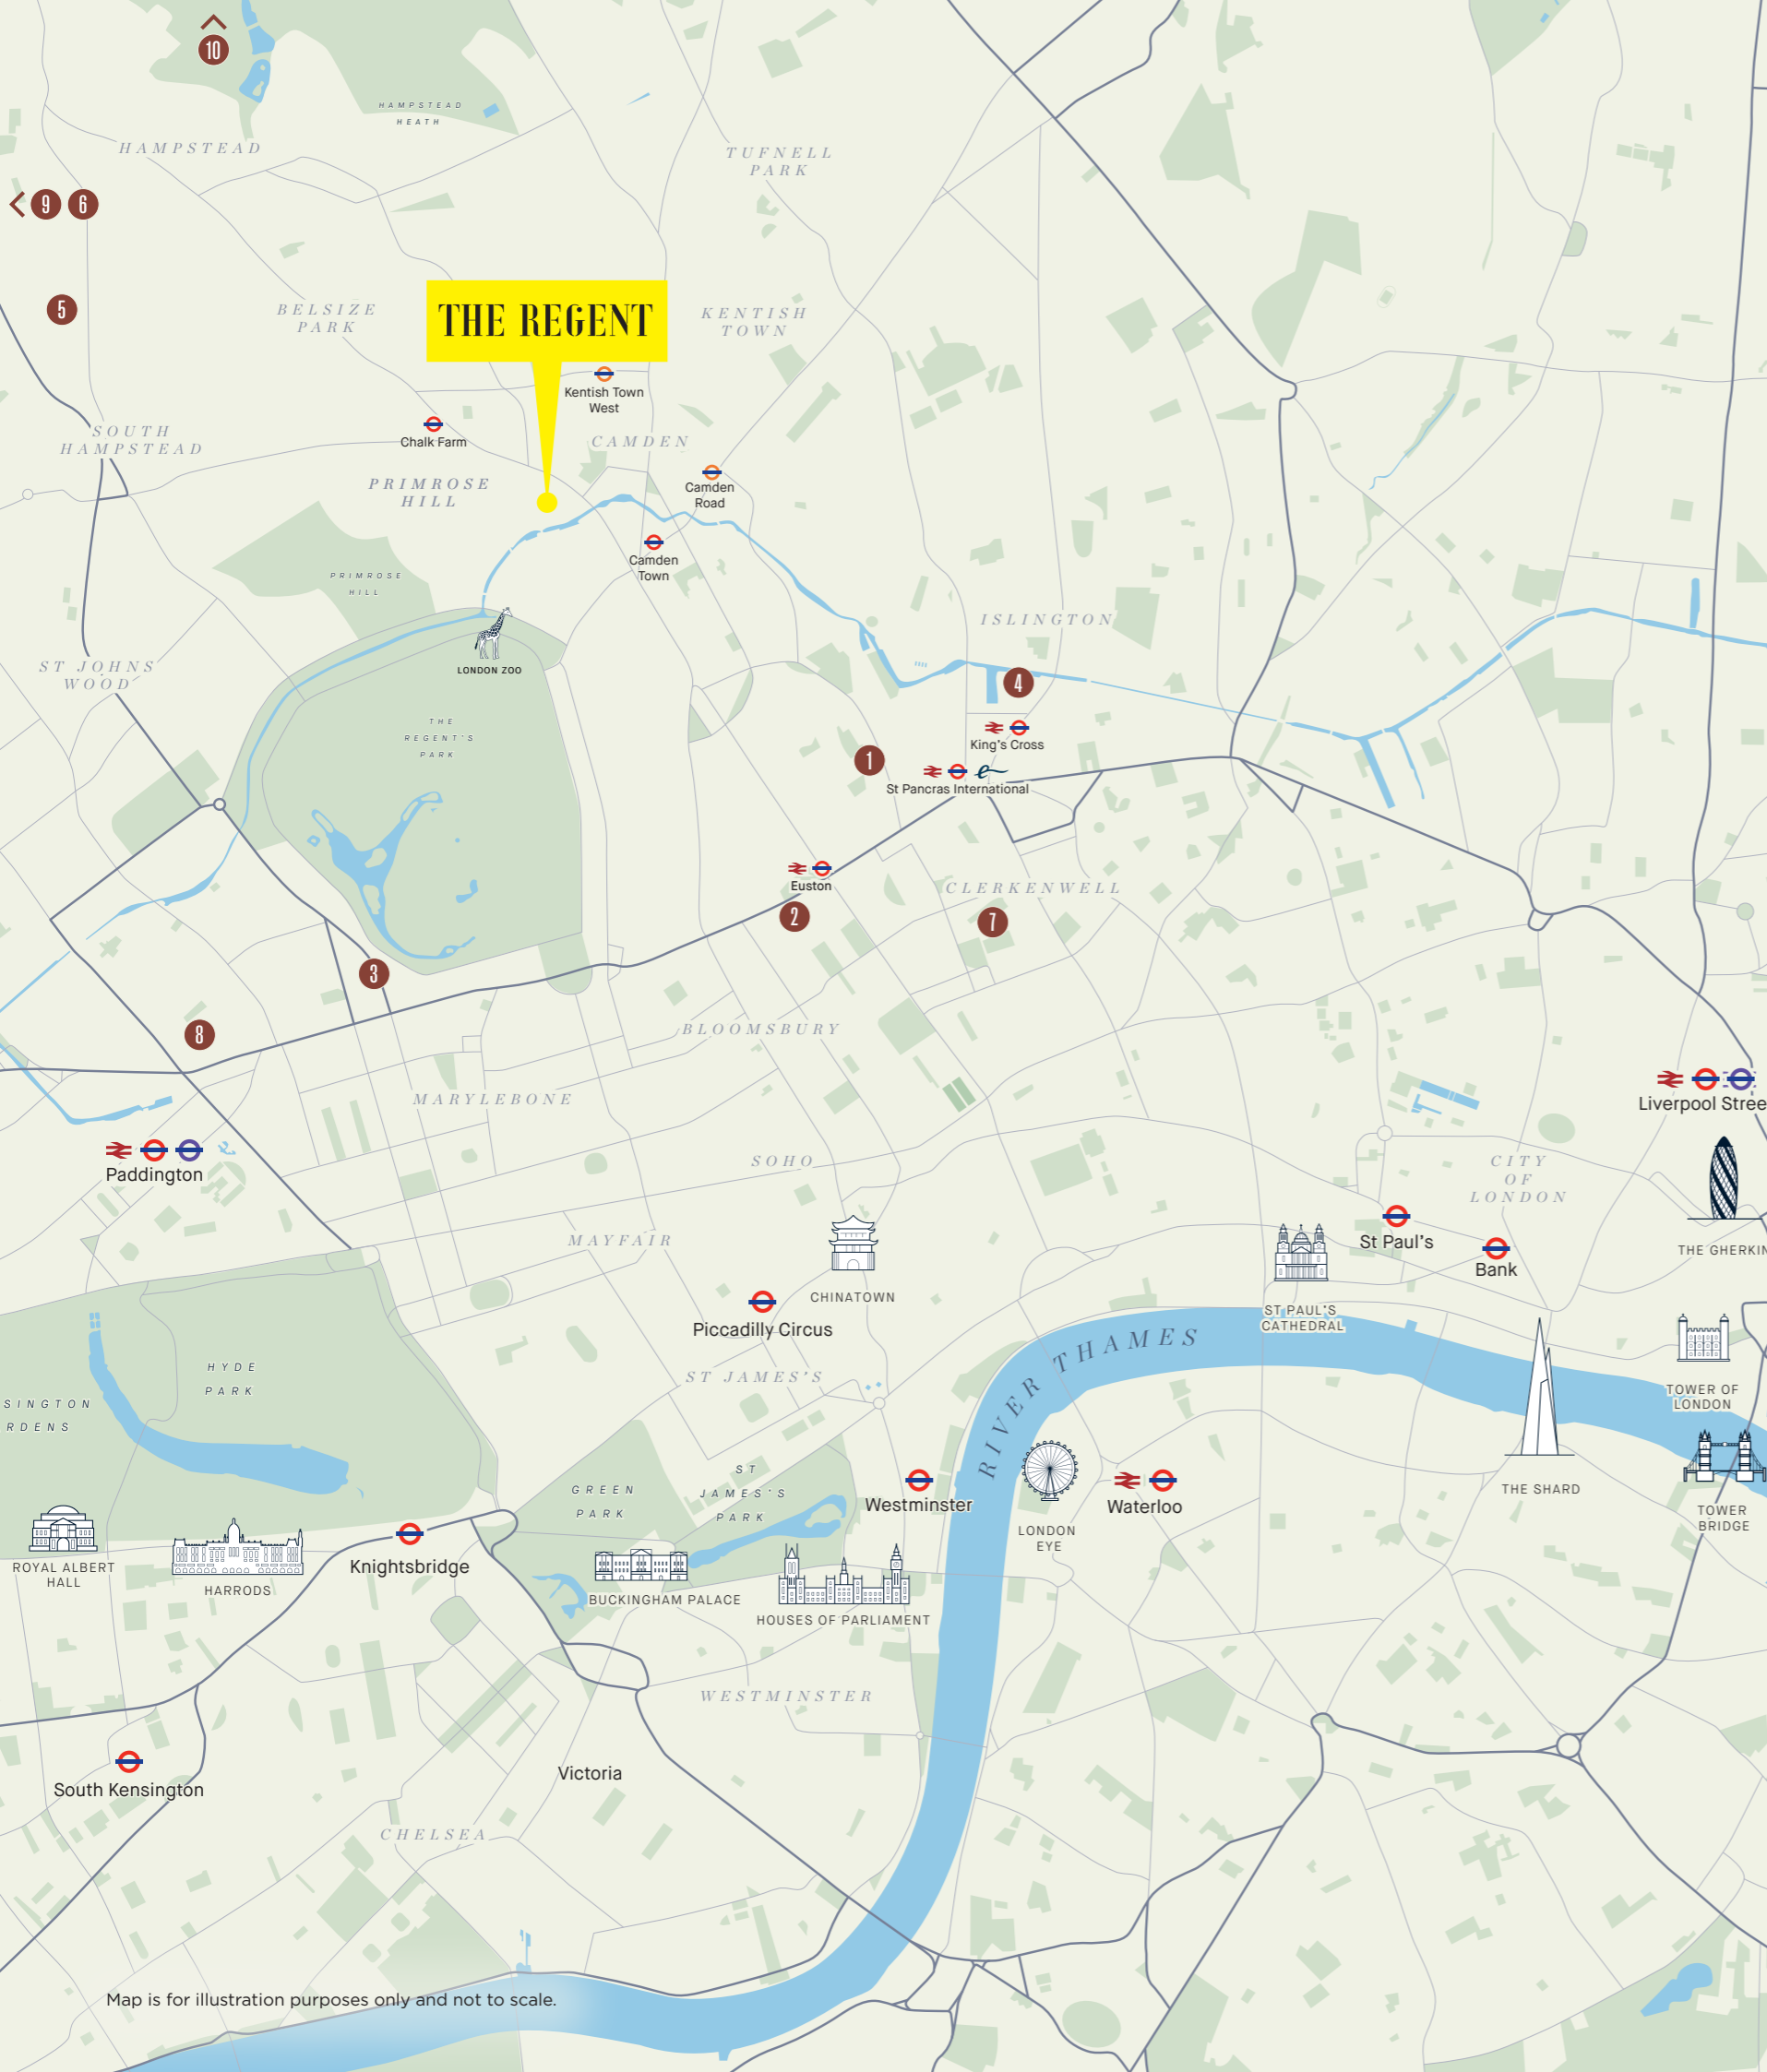 10
HAMPSTEAD
HEATH
HAMPSTEAD
TUFNELL
PARK
9
6
5
BELSIZE
PARK
THE REGENT
KENTISH
TOWN
Kentish Town
West
Chalk Farm
CAMDEN
SOUTH
HAMPSTEAD
PRIMROSE
HILL
Camden
Road
Camden
Town
PRIMROSE
HILL
ISLINGTON
LONDON ZOO
ST JOHNS
WOOD
4
THE
REGENT'S
PARK
King's Cross
1
St Pancras International
Euston
2
CLERKENWELL
7
3
8
BLOOMSBURY
MARYLEBONE
Liverpool Stree
Paddington
SOHO
CITY
OF
LONDON
MAYFAIR
St Paul's
THE GHERKIN
Bank
CHINATOWN
ST PAUL'S
CATHEDRAL
Piccadilly Circus
RIVER THAMES
HYDE
PARK
ST JAMES'S
SINGTON
RDENS
TOWER OF
LONDON
GREEN
PARK
ST
JAMES'S
PARK
Westminster
Waterloo
THE SHARD
TOWER
BRIDGE
LONDON
EYE
ROYAL ALBERT
HALL
HARRODS
Knightsbridge
BUCKINGHAM PALACE
HOUSES OF PARLIAMENT
WESTMINSTER
Victoria
South Kensington
CHELSEA
Map is for illustration purposes only and not to scale.